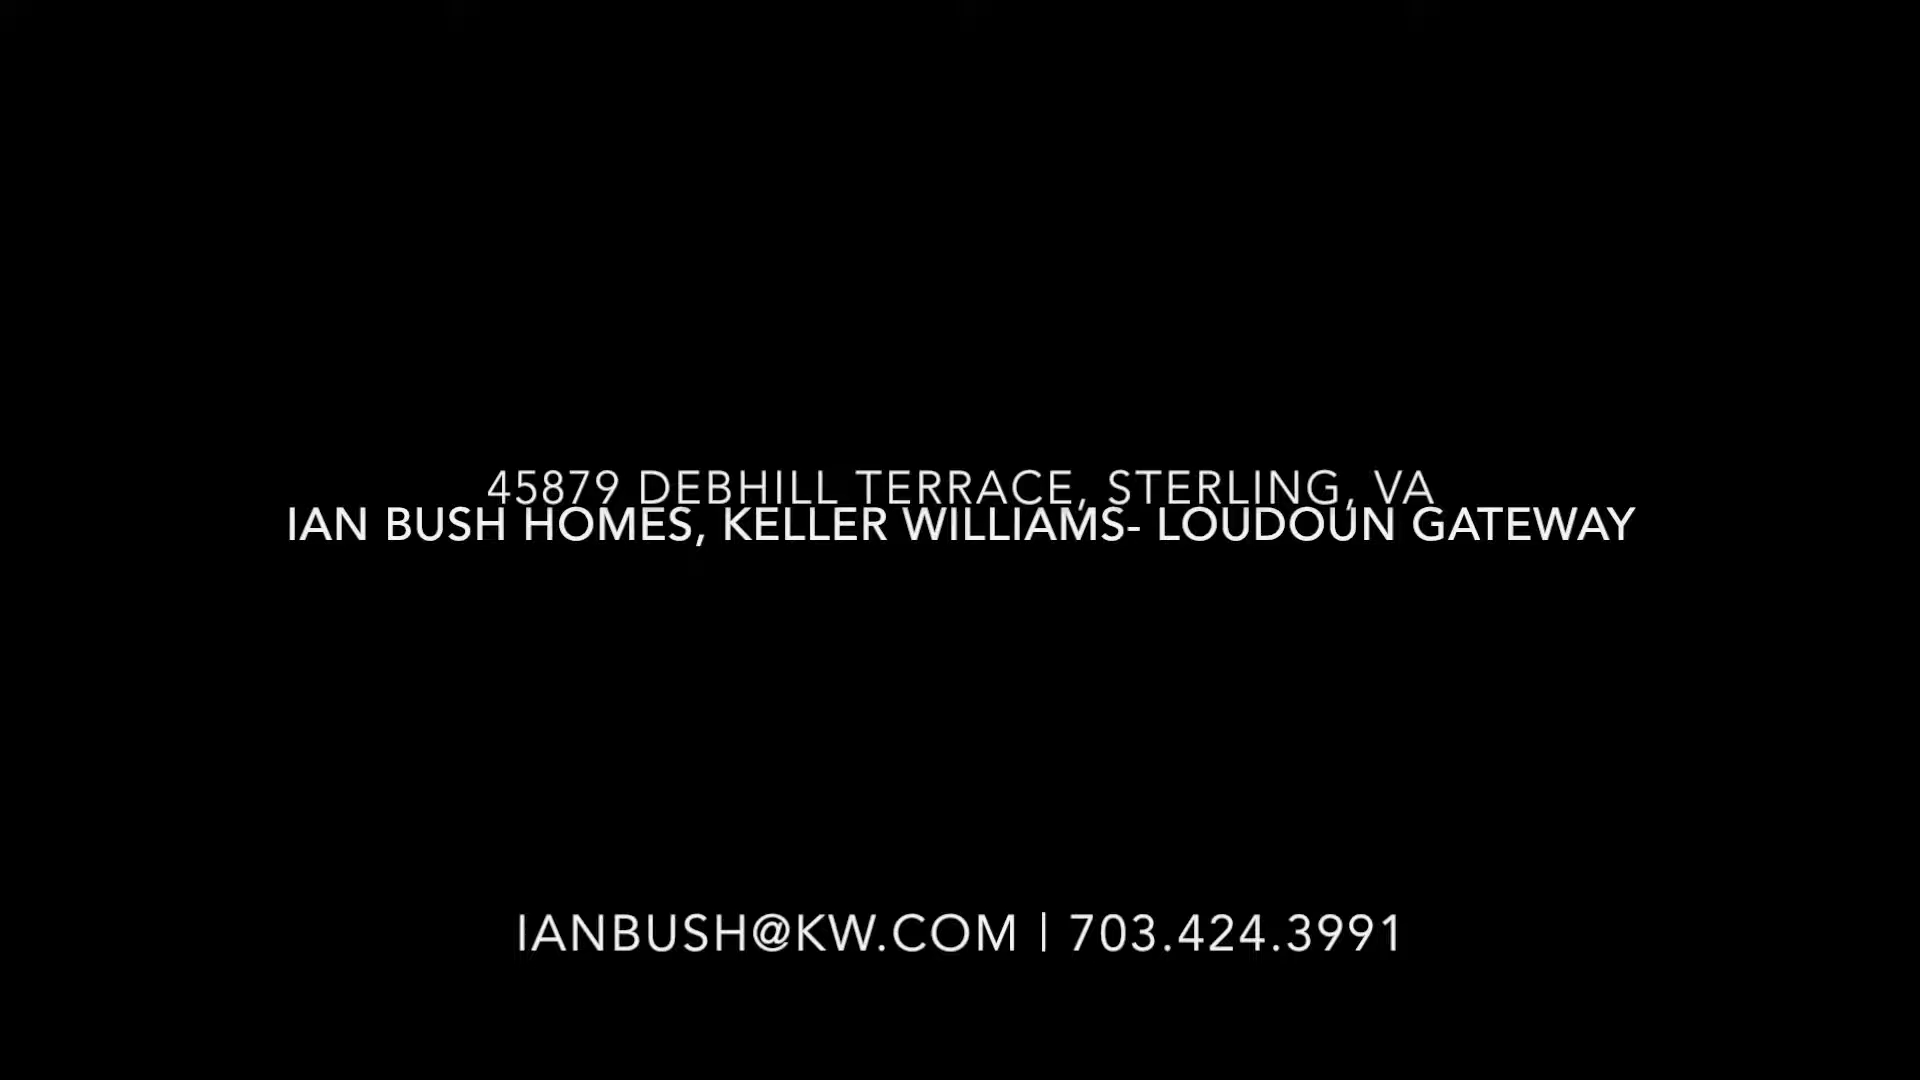 45879 DEBHILL TERRACE, STERLING, VA
IAN BUSH HOMES, KELLER WILLIAMS- LOUDOUN GATEWAY
IANBUSH@KW.COM | 703.424.3991